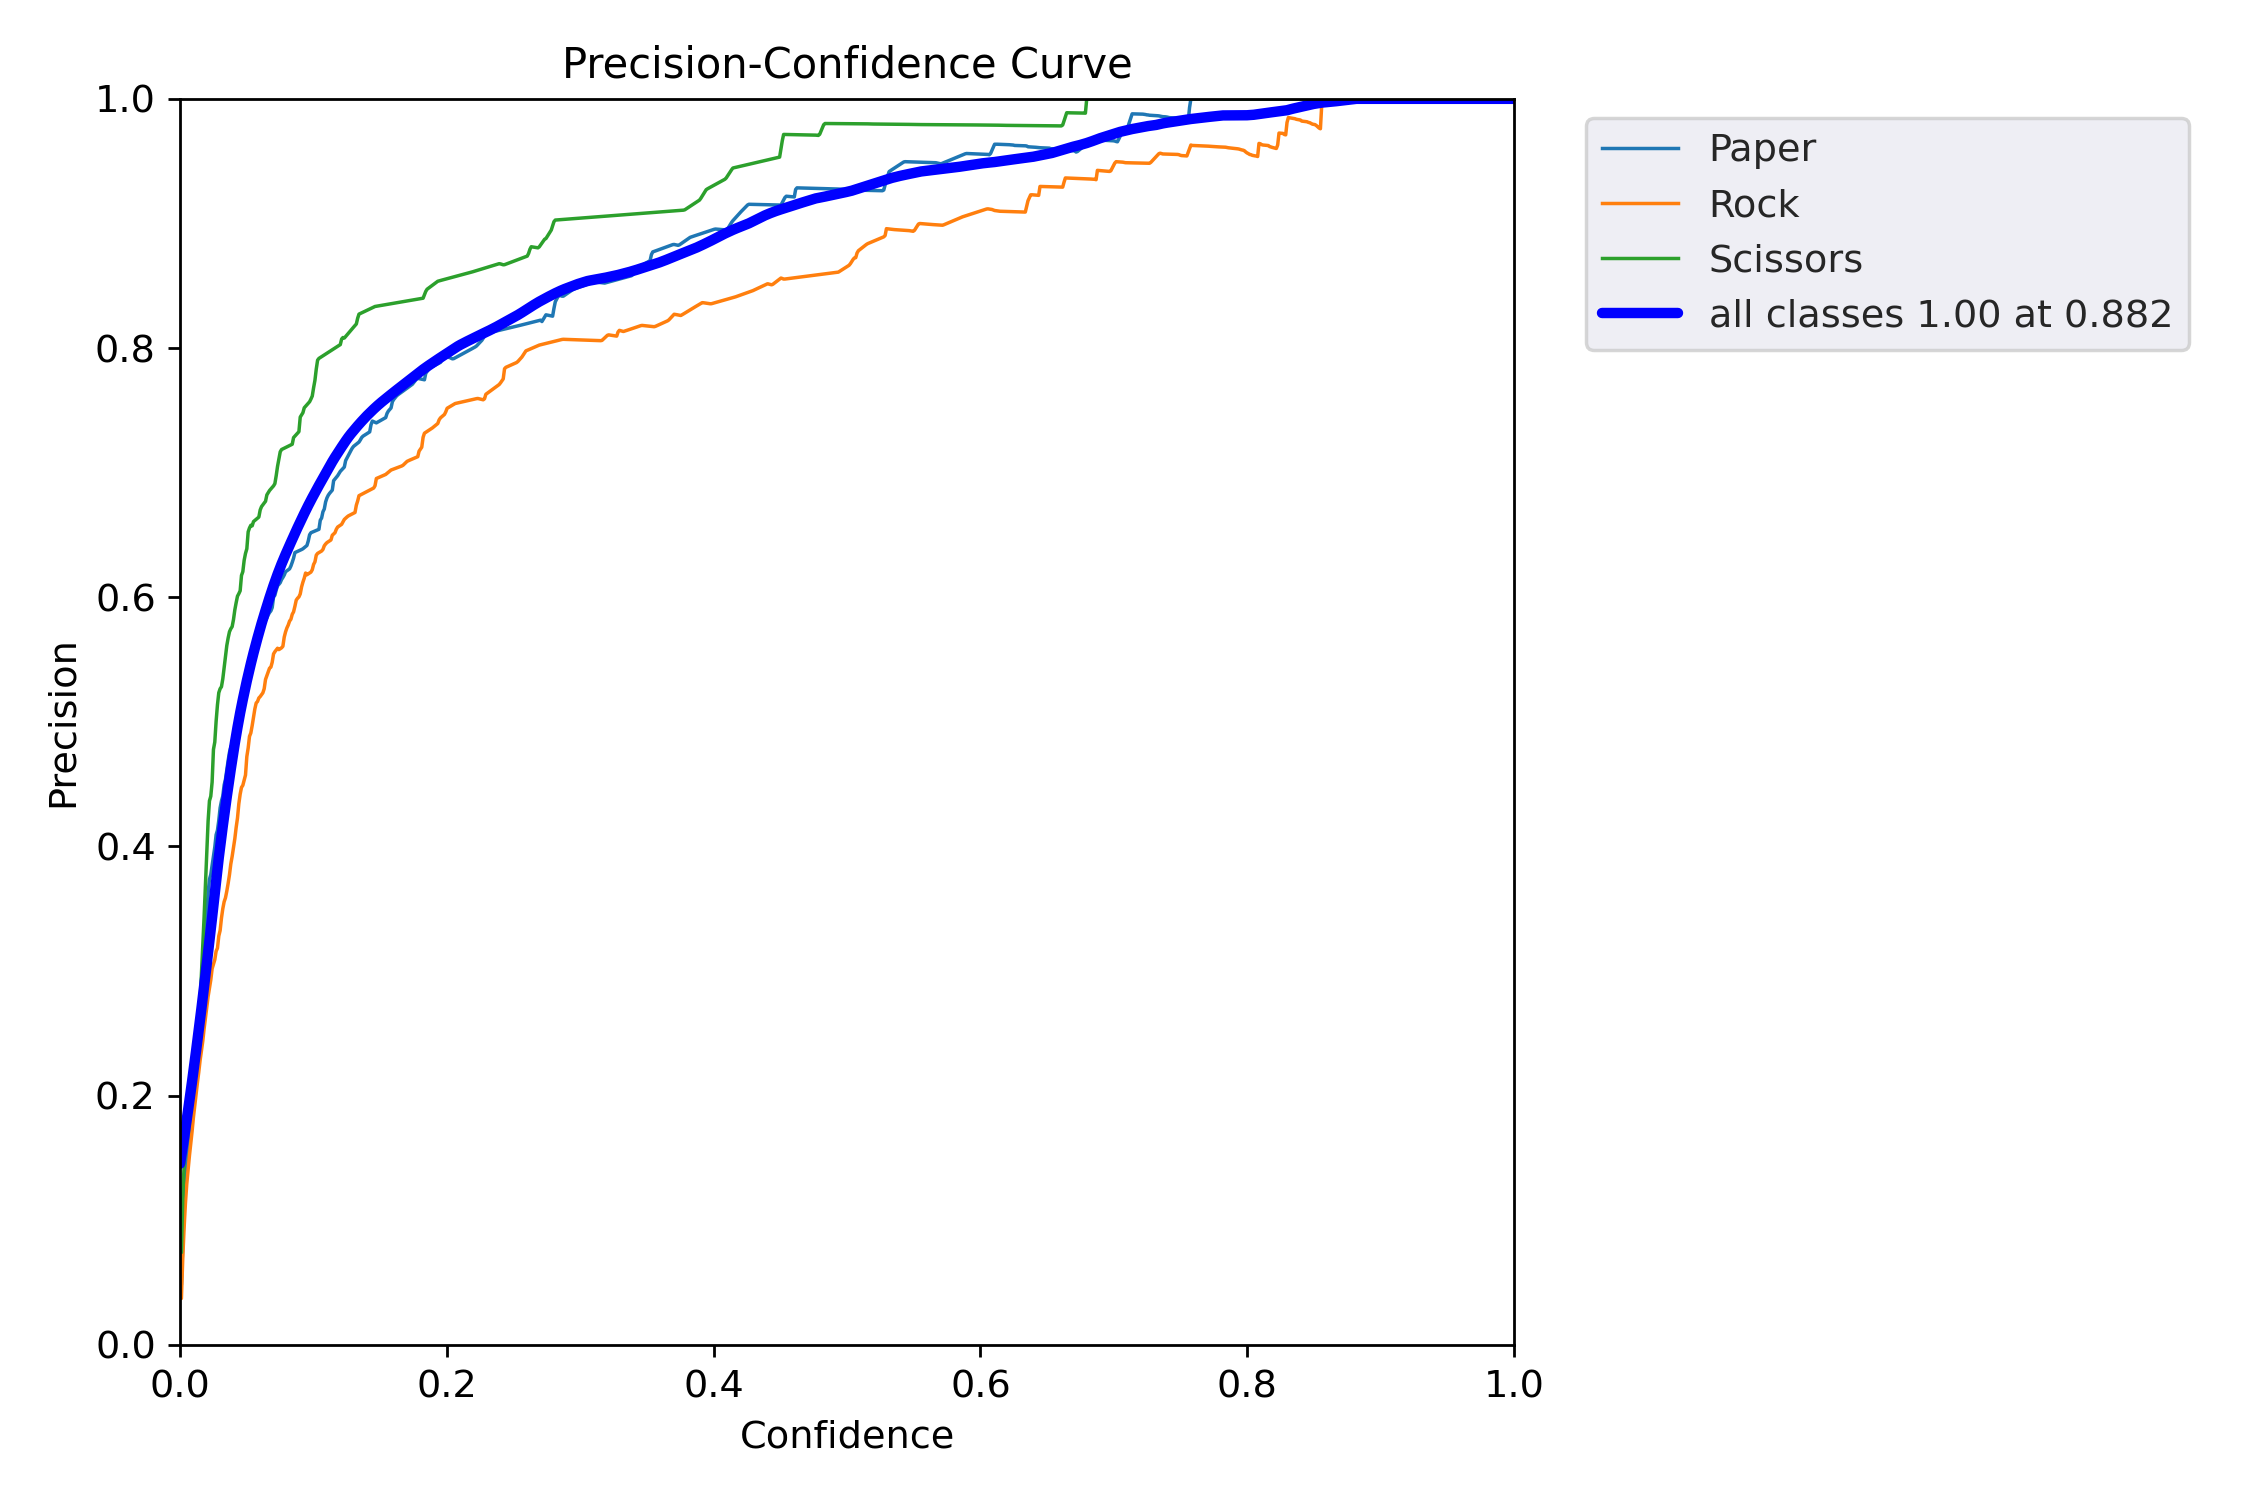 Precision-Confidence Curve
1.0
0.8
0.6
0.4
0.2
0.0
Precision
0.0 0.2 0.4 0.6 0.8 1.0
Confidence
Paper
Rock
Scissors
all classes 1.00 at 0.882